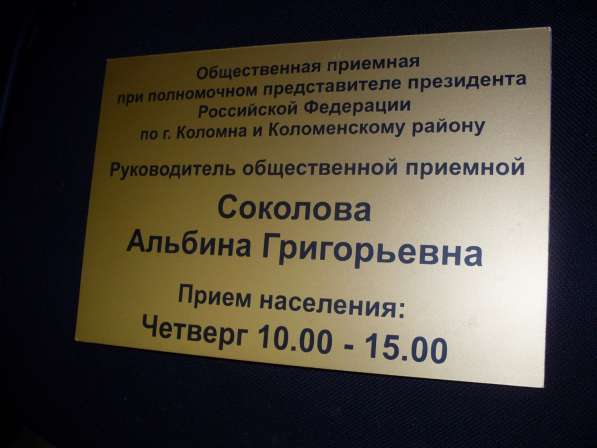 Общественная приемная
при полномочном представителе президента
Российской Федерации
по г. Коломна и Коломенскому району
Руководитель общественной приемной
Соколова
Альбина Григорьевна
Прием населения:
Четверг 10.00 - 15.00